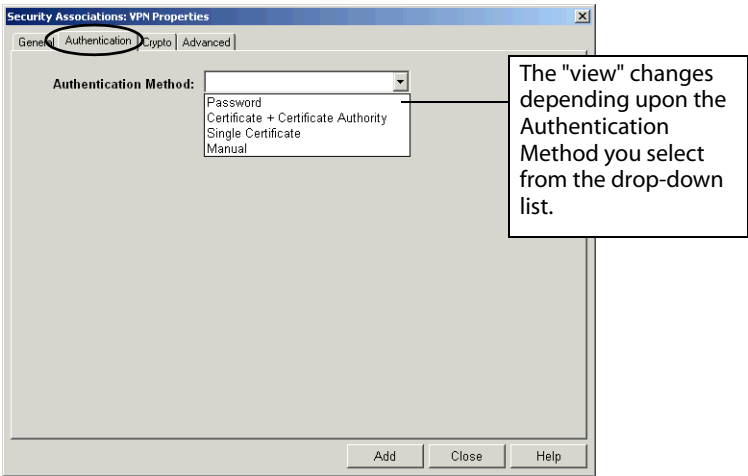 Security Associations: VPN Properties
General Authentication Crypto Advanced
Authentication Method:
Password
Certificate + Certificate Authority
Single Certificate
Manual
The "view" changes
depending upon the
Authentication
Method you select
from the drop-down
list.
Add Close Help